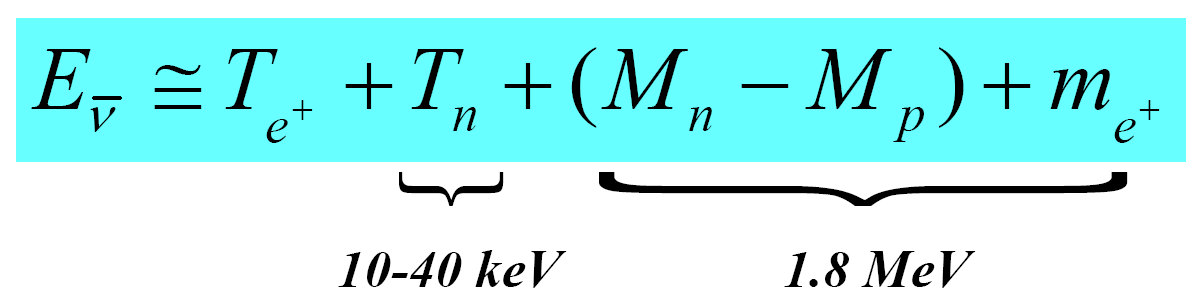 E_ν̅ ≅ T_e⁺ + T_n + (M_n − M_p) + m_e⁺
10-40 keV 1.8 MeV